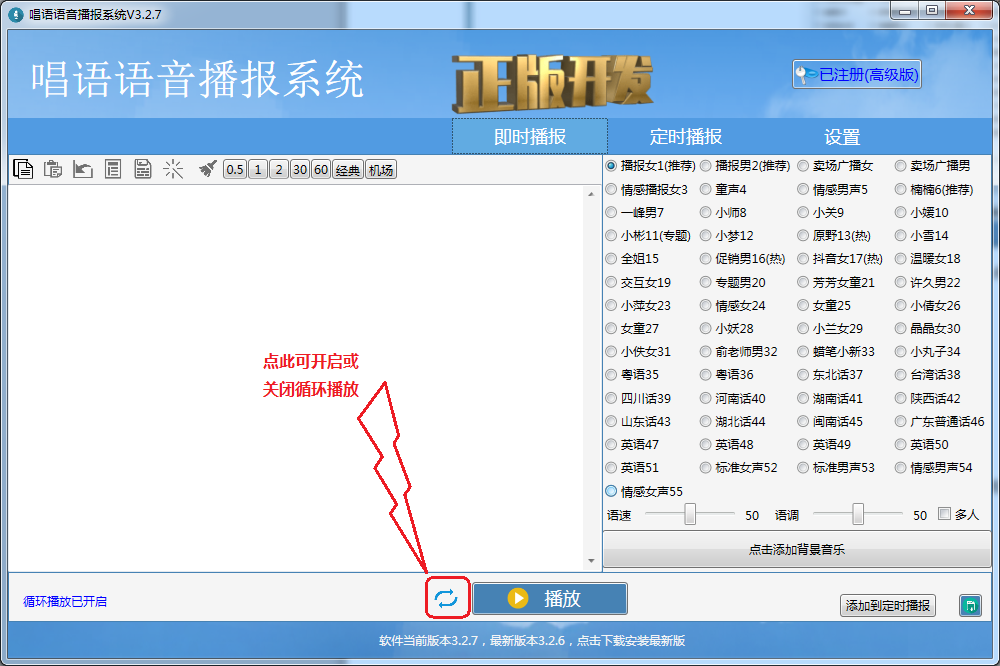 唱语语音播报系统V3.2.7
唱语语音播报系统
正版开发
已注册(高级版)
即时播报 定时播报 设置
0.5 1 2 30 60 经典 机场
播报女1(推荐) 播报男2(推荐) 卖场广播女 卖场广播男
情感播报女3 童声4 情感男声5 楠楠6(推荐)
一峰男7 小师8 小关9 小媛10
小彬11(专题) 小梦12 原野13(热) 小雪14
全姐15 促销男16(热) 抖音女17(热) 温暖女18
交互女19 专题男20 芳芳女童21 许久男22
小萍女23 情感女24 女童25 小倩女26
女童27 小妖28 小兰女29 晶晶女30
小佚女31 俞老师男32 蜡笔小新33 小丸子34
粤语35 粤语36 东北话37 台湾话38
四川话39 河南话40 湖南话41 陕西话42
山东话43 湖北话44 闽南话45 广东普通话46
英语47 英语48 英语49 英语50
英语51 标准女声52 标准男声53 情感男声54
情感女声55
语速 50 语调 50 多人
点击添加背景音乐
点此可开启或
关闭循环播放
循环播放已开启
播放
添加到定时播报
软件当前版本3.2.7，最新版本3.2.6，点击下载安装最新版